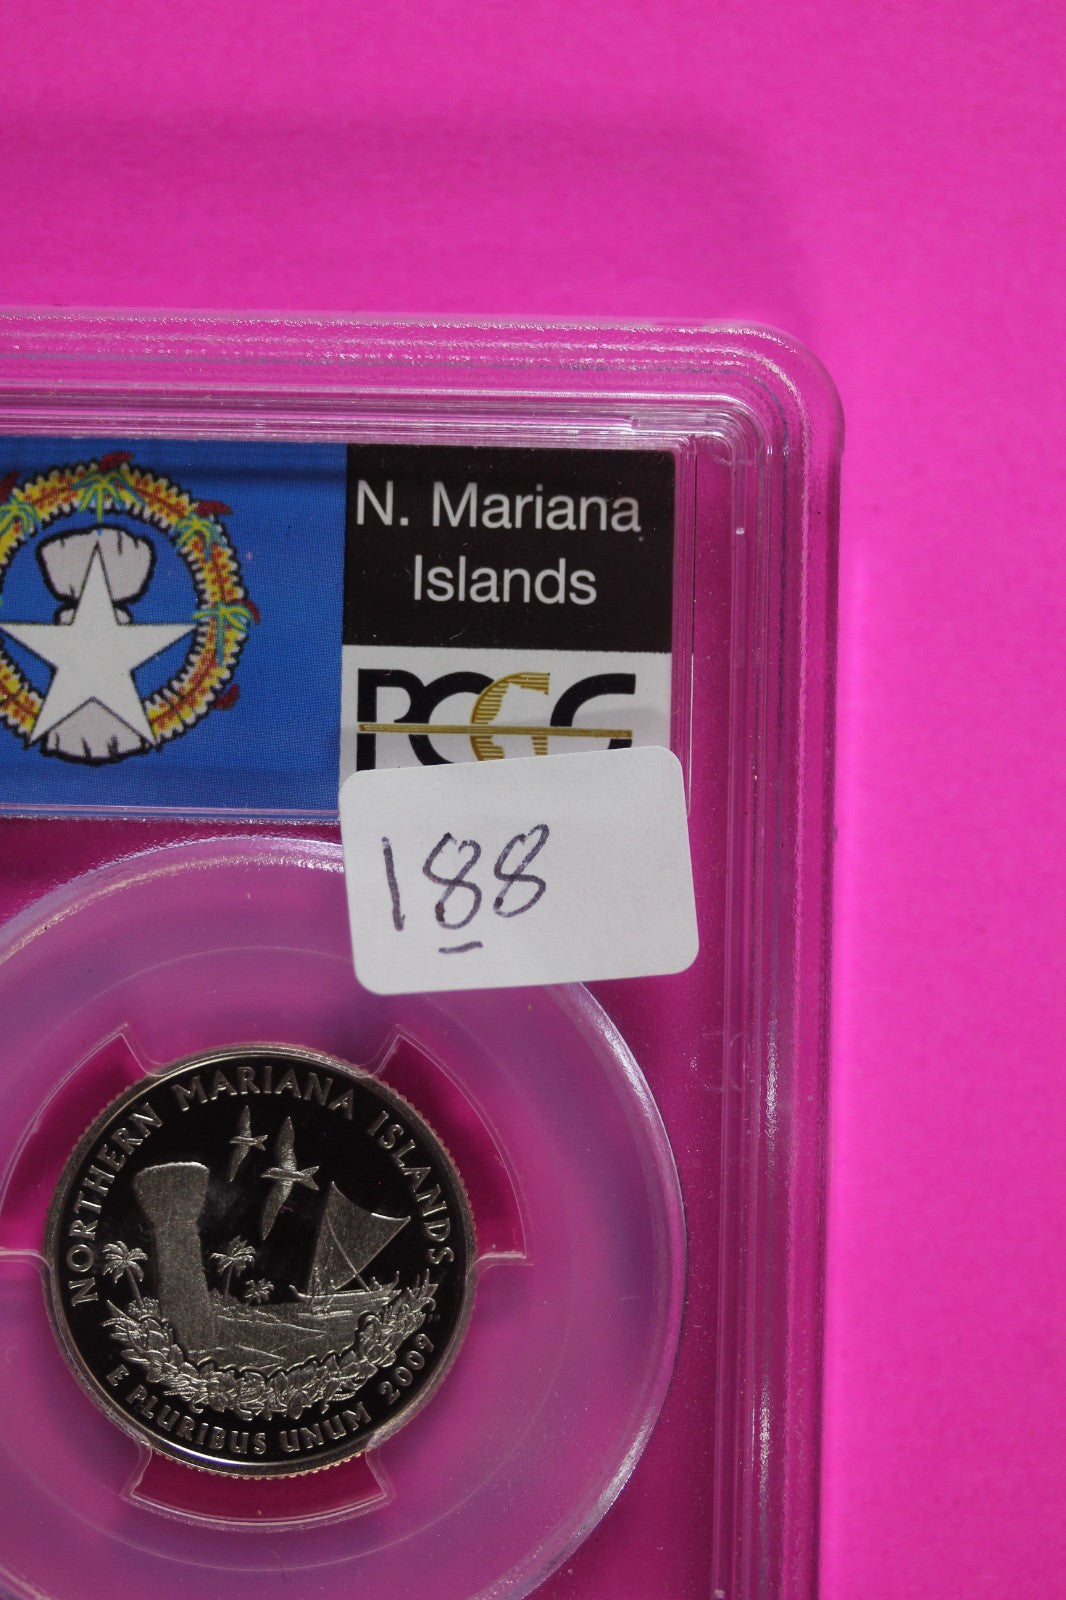 N. Mariana
Islands
PCGS
188
NORTHERN MARIANA ISLANDS
E PLURIBUS UNUM 2009